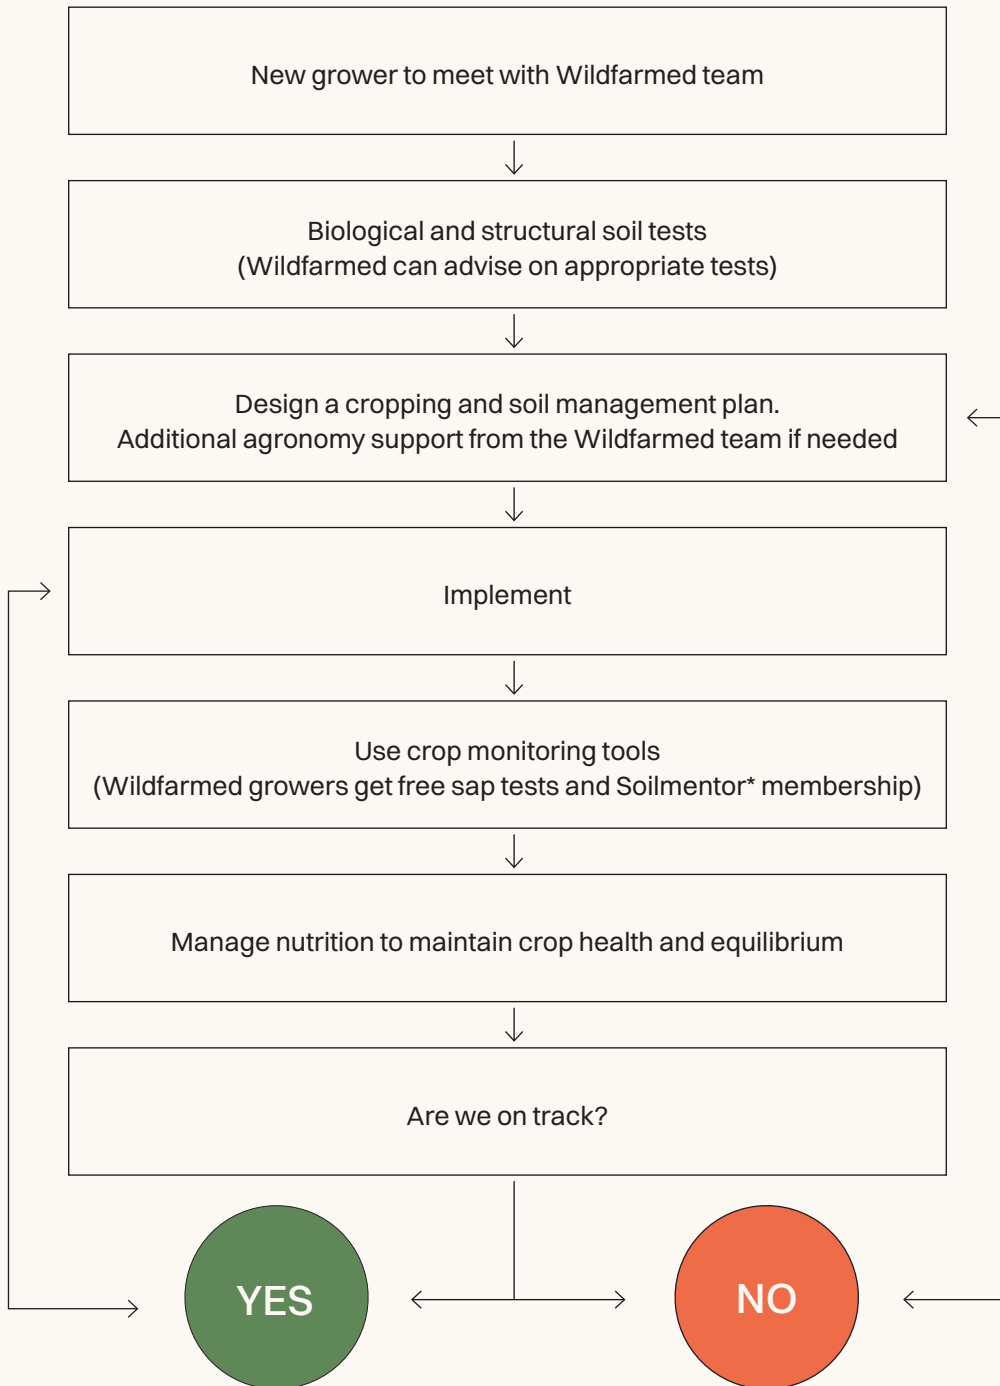 New grower to meet with Wildfarmed team
Biological and structural soil tests
(Wildfarmed can advise on appropriate tests)
Design a cropping and soil management plan.
Additional agronomy support from the Wildfarmed team if needed
Implement
Use crop monitoring tools
(Wildfarmed growers get free sap tests and Soilmentor* membership)
Manage nutrition to maintain crop health and equilibrium
Are we on track?
YES
NO